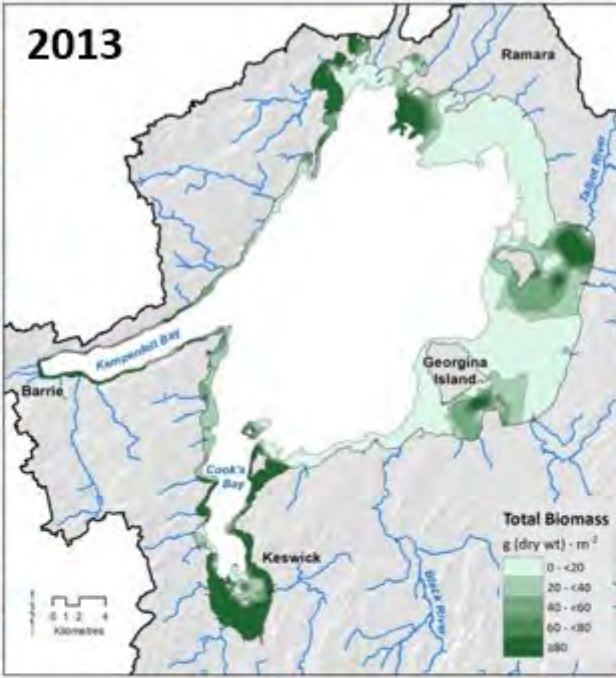 2013
Ramara
Talbot River
Kempenfelt Bay
Barrie
Georgina
Island
Cook's
Bay
Keswick
Black River
Total Biomass
g (dry wt) - m-2
0 - <20
20 - <40
40 - <60
60 - <80
≥80
0 1 2 4
Kilometres